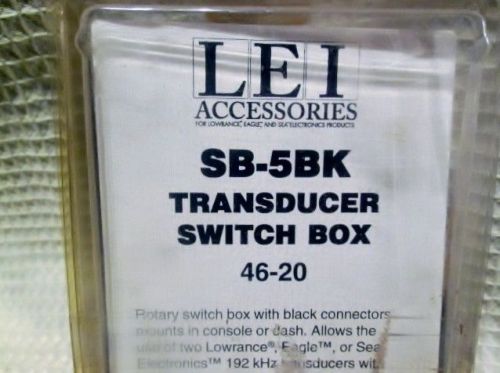 LEI
ACCESSORIES
FOR LOWRANCE, EAGLE, AND SEA ELECTRONICS PRODUCTS
SB-5BK
TRANSDUCER
SWITCH BOX
46-20
Rotary switch box with black connectors
mounts in console or dash. Allows the
use of two Lowrance®, Eagle™, or Sea
Electronics™ 192 kHz transducers